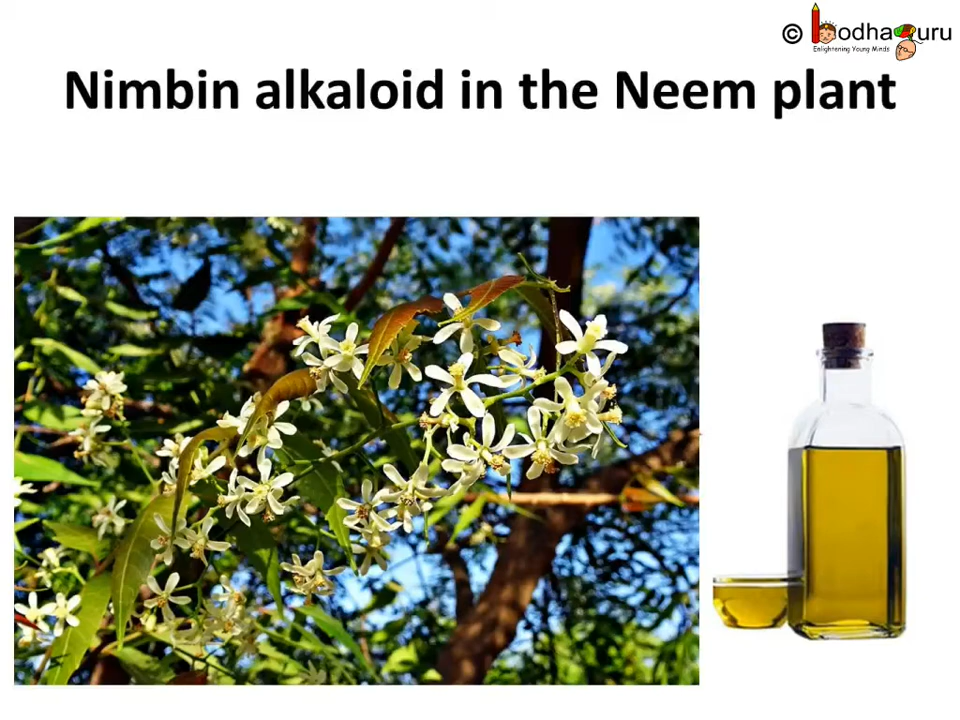 © BodhaGuru
Enlightening Young Minds
Nimbin alkaloid in the Neem plant